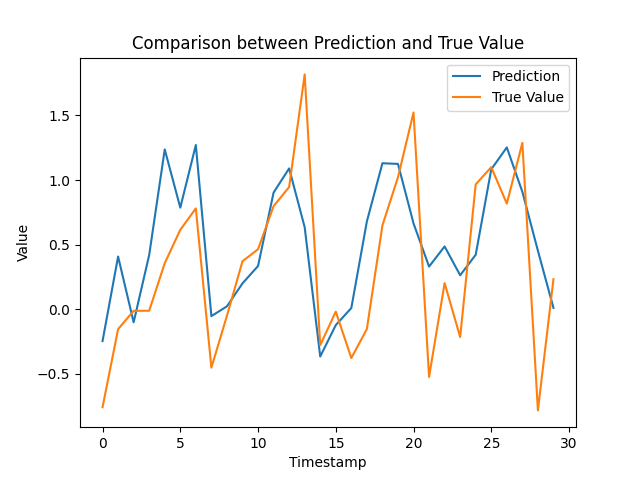 Comparison between Prediction and True Value
Prediction
True Value
1.5
1.0
0.5
0.0
−0.5
Value
0 5 10 15 20 25 30
Timestamp